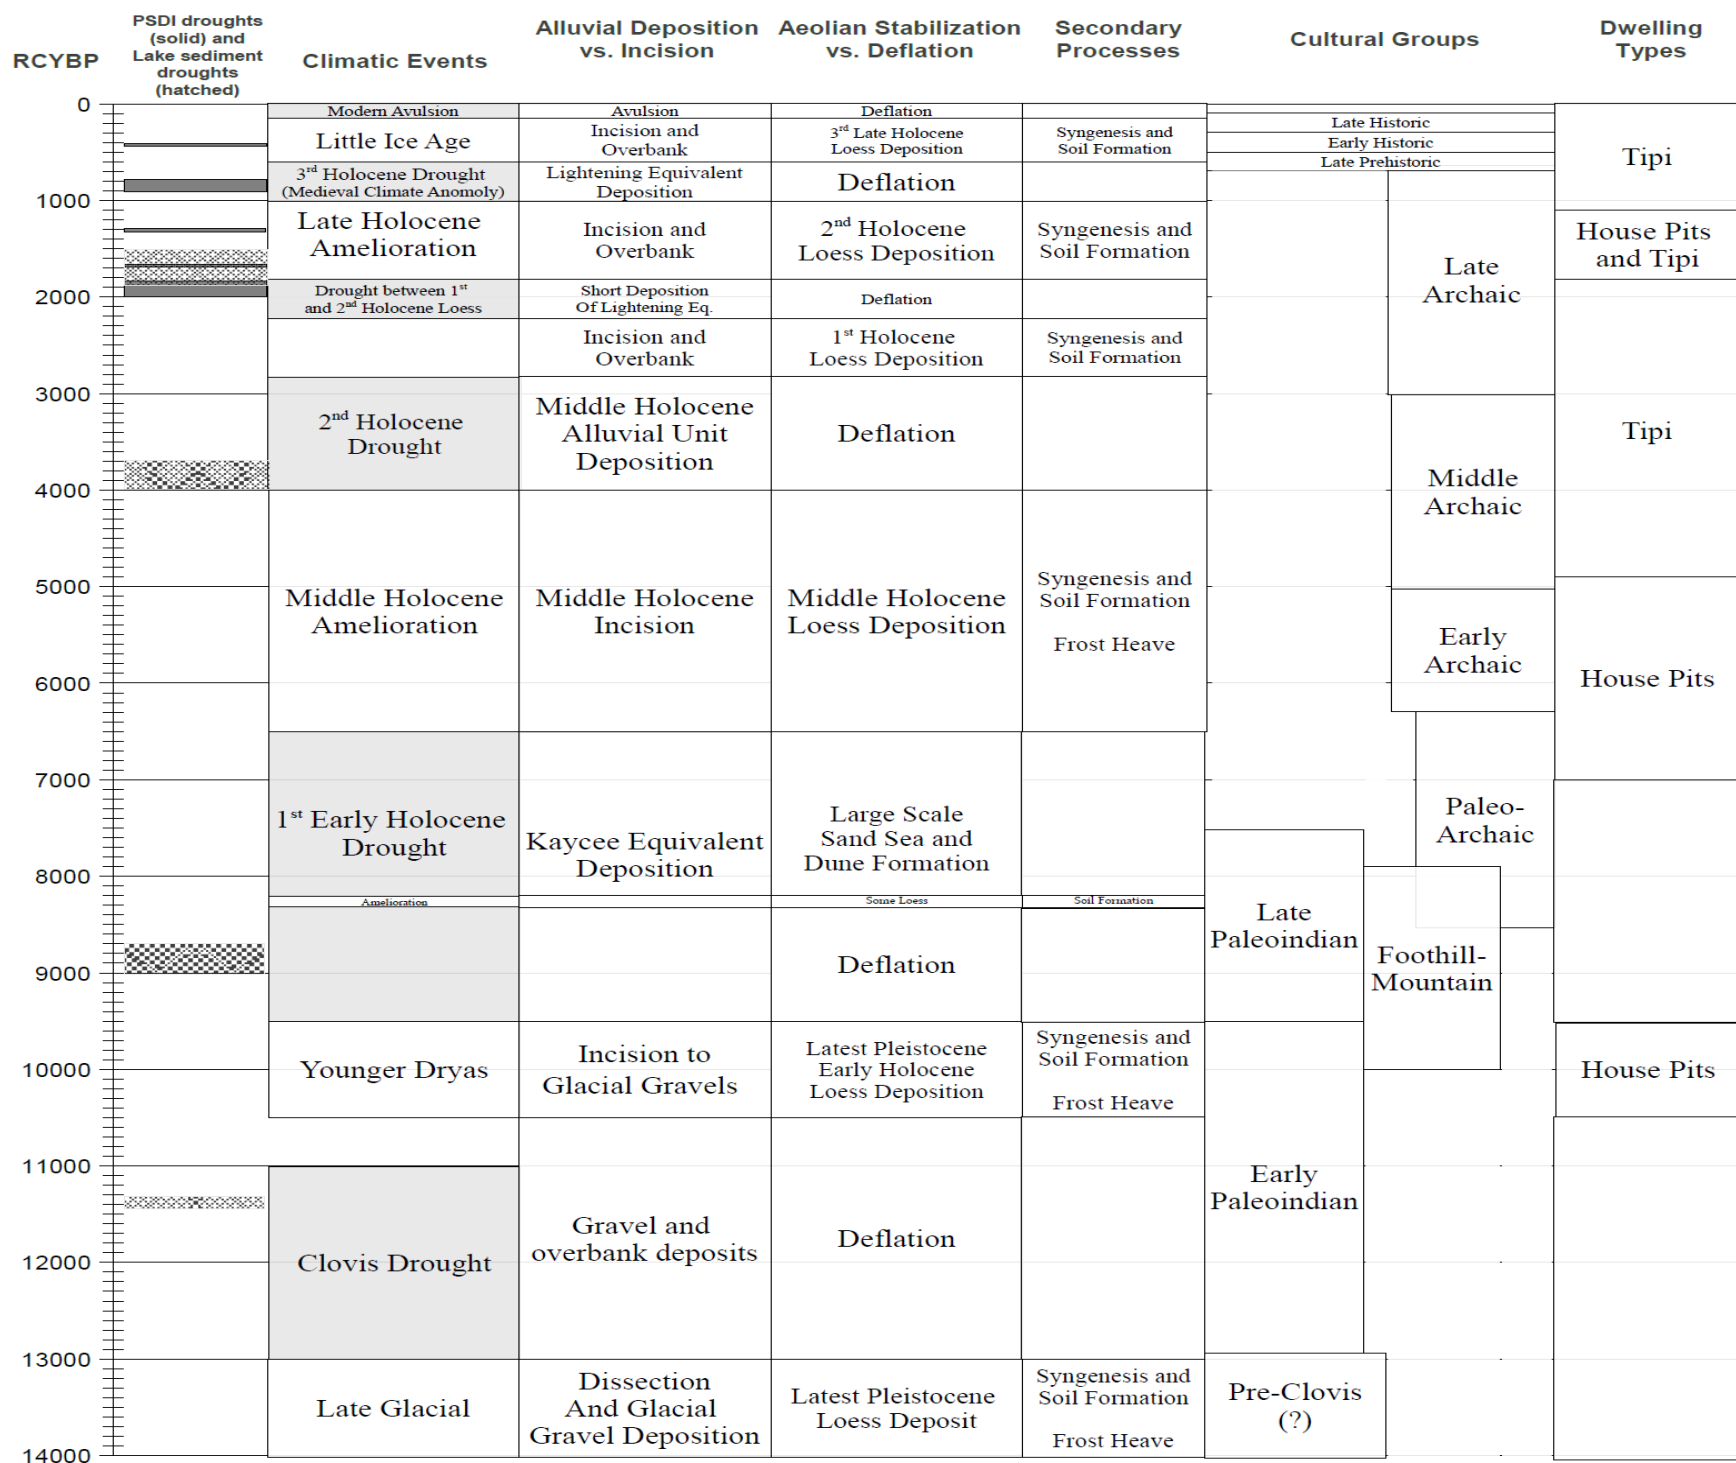 RCYBP
PSDI droughts
(solid) and
Lake sediment
droughts
(hatched)
Climatic Events
Alluvial Deposition
vs. Incision
Aeolian Stabilization
vs. Deflation
Secondary
Processes
Cultural Groups
Dwelling
Types
0
1000
2000
3000
4000
5000
6000
7000
8000
9000
10000
11000
12000
13000
14000
Modern Avulsion
Little Ice Age
3rd Holocene Drought
(Medieval Climate Anomoly)
Late Holocene
Amelioration
Drought between 1st
and 2nd Holocene Loess
2nd Holocene
Drought
Middle Holocene
Amelioration
1st Early Holocene
Drought
Amelioration
Younger Dryas
Clovis Drought
Late Glacial
Avulsion
Incision and
Overbank
Lightening Equivalent
Deposition
Incision and
Overbank
Short Deposition
Of Lightening Eq.
Incision and
Overbank
Middle Holocene
Alluvial Unit
Deposition
Middle Holocene
Incision
Kaycee Equivalent
Deposition
Incision to
Glacial Gravels
Gravel and
overbank deposits
Dissection
And Glacial
Gravel Deposition
Deflation
3rd Late Holocene
Loess Deposition
Deflation
2nd Holocene
Loess Deposition
Deflation
1st Holocene
Loess Deposition
Deflation
Middle Holocene
Loess Deposition
Large Scale
Sand Sea and
Dune Formation
Some Loess
Deflation
Latest Pleistocene
Early Holocene
Loess Deposition
Deflation
Latest Pleistocene
Loess Deposit
Syngenesis and
Soil Formation
Syngenesis and
Soil Formation
Syngenesis and
Soil Formation
Syngenesis and
Soil Formation
Frost Heave
Soil Formation
Syngenesis and
Soil Formation
Frost Heave
Syngenesis and
Soil Formation
Frost Heave
Late Historic
Early Historic
Late Prehistoric
Late
Archaic
Middle
Archaic
Early
Archaic
Paleo-
Archaic
Late
Paleoindian
Foothill-
Mountain
Early
Paleoindian
Pre-Clovis
(?)
Tipi
House Pits
and Tipi
Tipi
House Pits
House Pits